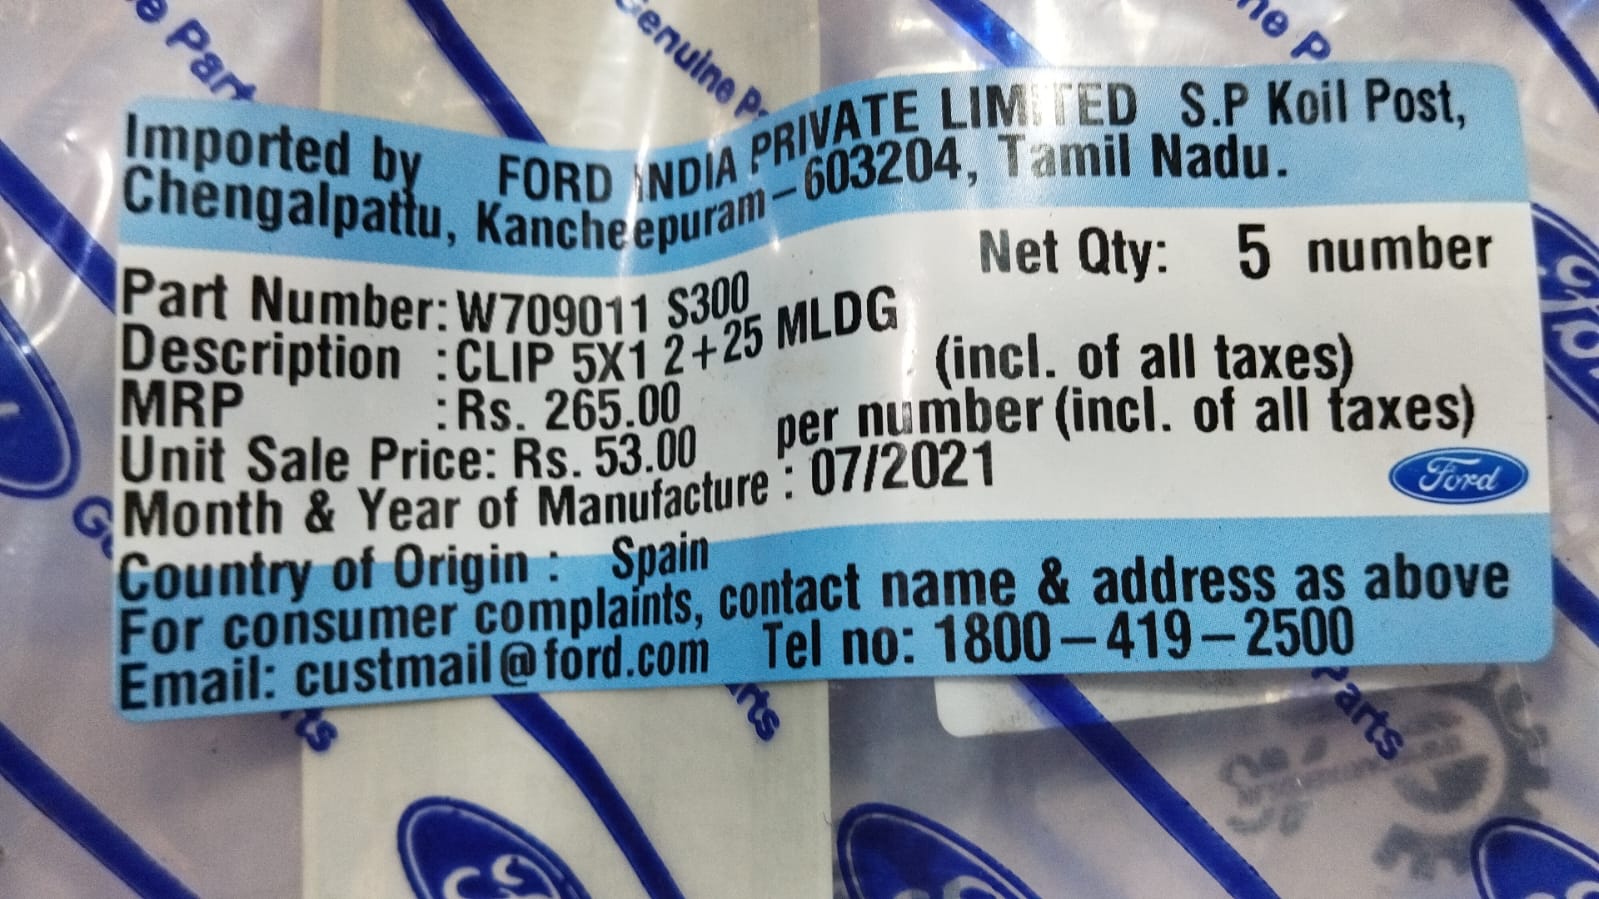 Imported by FORD INDIA PRIVATE LIMITED S.P Koil Post,
Chengalpattu, Kancheepuram-603204, Tamil Nadu.
Net Qty: 5 number
Part Number: W709011 S300
Description : CLIP 5X1 2+25 MLDG
MRP : Rs. 265.00 (incl. of all taxes)
Unit Sale Price: Rs. 53.00 per number (incl. of all taxes)
Month & Year of Manufacture : 07/2021
Ford
Country of Origin : Spain
For consumer complaints, contact name & address as above
Email: custmail@ford.com Tel no: 1800-419-2500